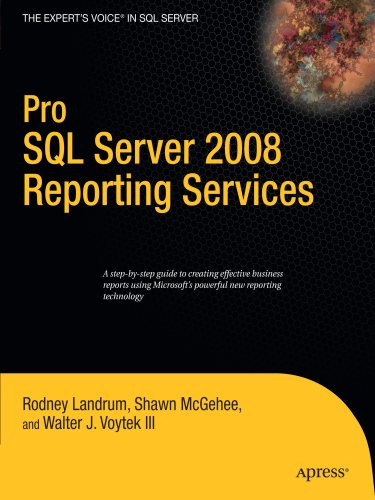 THE EXPERT'S VOICE® IN SQL SERVER
Pro
SQL Server 2008
Reporting Services
A step-by-step guide to creating effective business
reports using Microsoft's powerful new reporting
technology
Rodney Landrum, Shawn McGehee,
and Walter J. Voytek III
Apress®